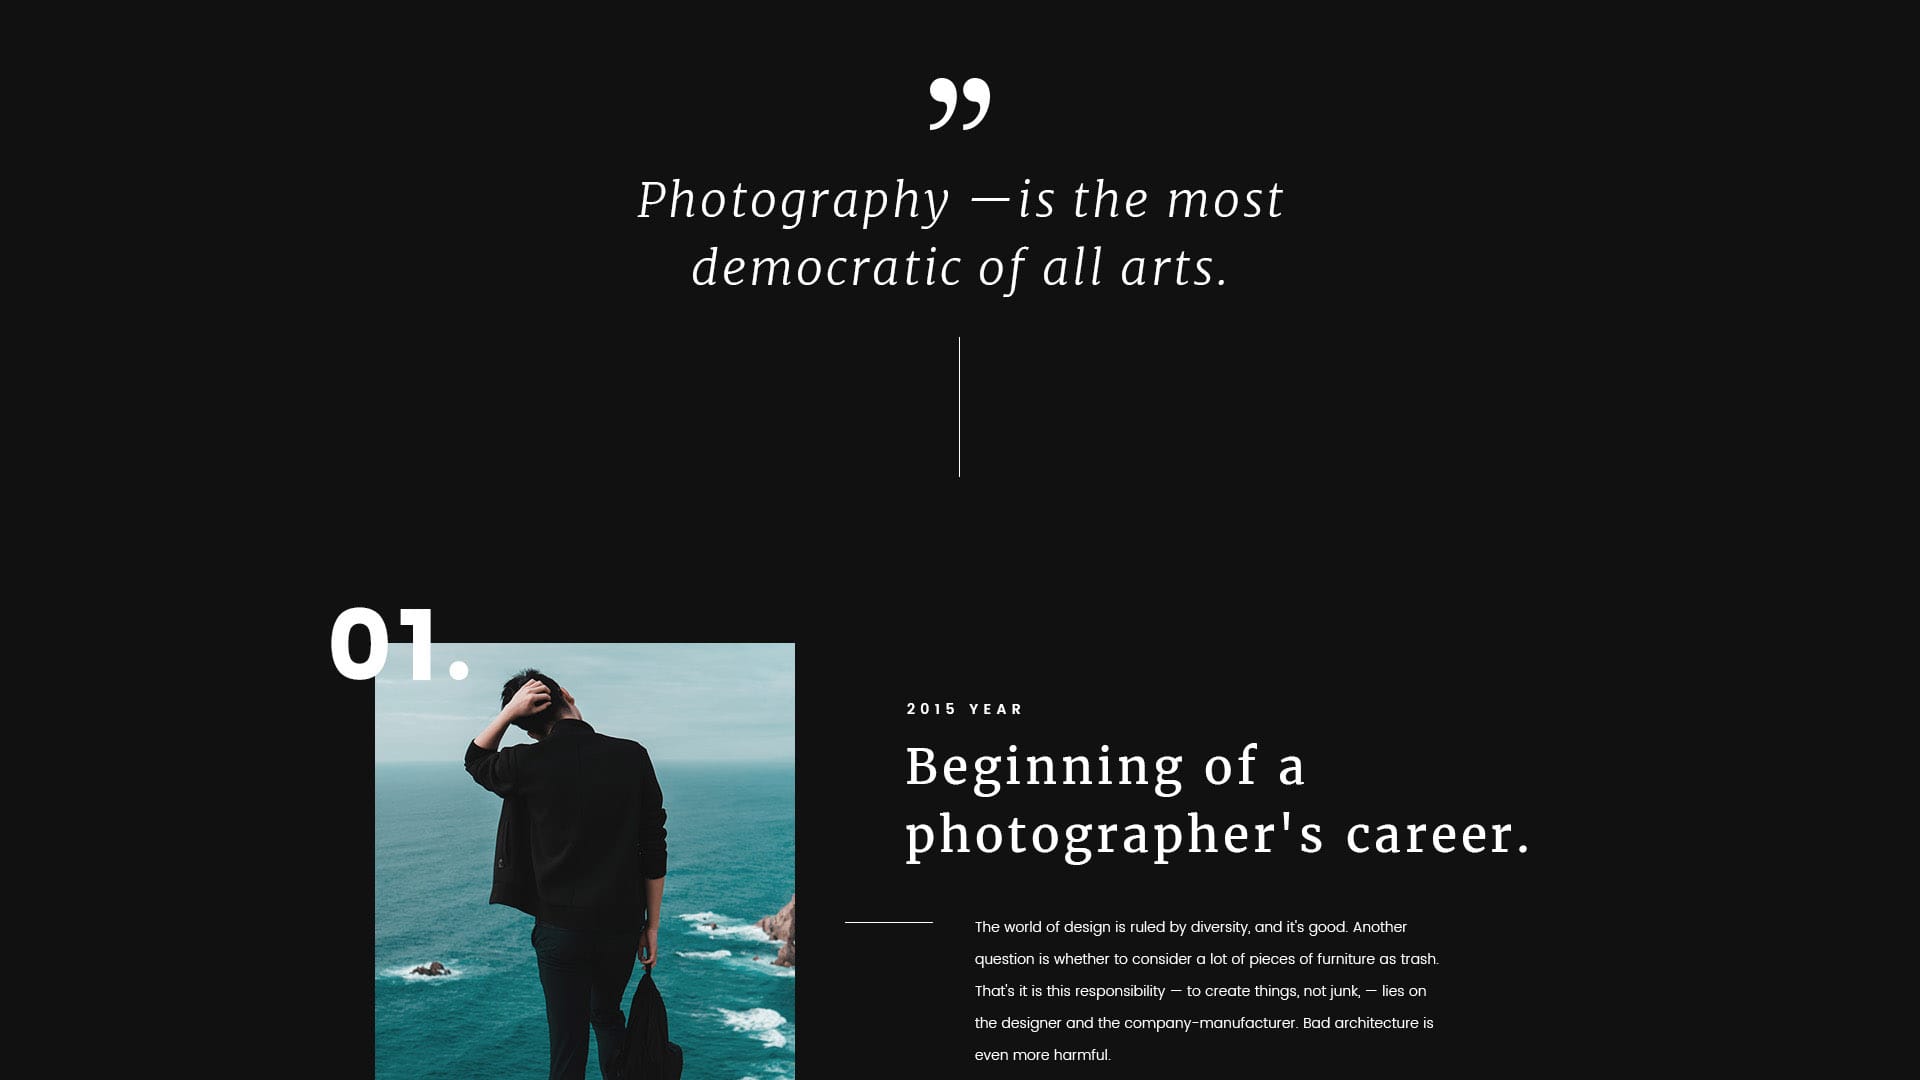 ”
Photography —is the most
democratic of all arts.
01.
2015 YEAR
Beginning of a
photographer's career.
The world of design is ruled by diversity, and it's good. Another
question is whether to consider a lot of pieces of furniture as trash.
That's it is this responsibility — to create things, not junk, — lies on
the designer and the company-manufacturer. Bad architecture is
even more harmful.